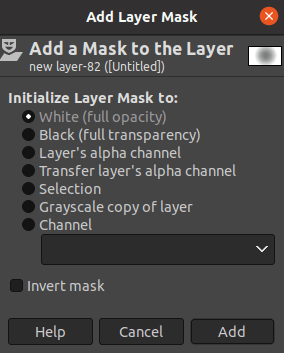 Add Layer Mask
Add a Mask to the Layer
new layer-82 ([Untitled])
Initialize Layer Mask to:
White (full opacity)
Black (full transparency)
Layer's alpha channel
Transfer layer's alpha channel
Selection
Grayscale copy of layer
Channel
Invert mask
Help
Cancel
Add